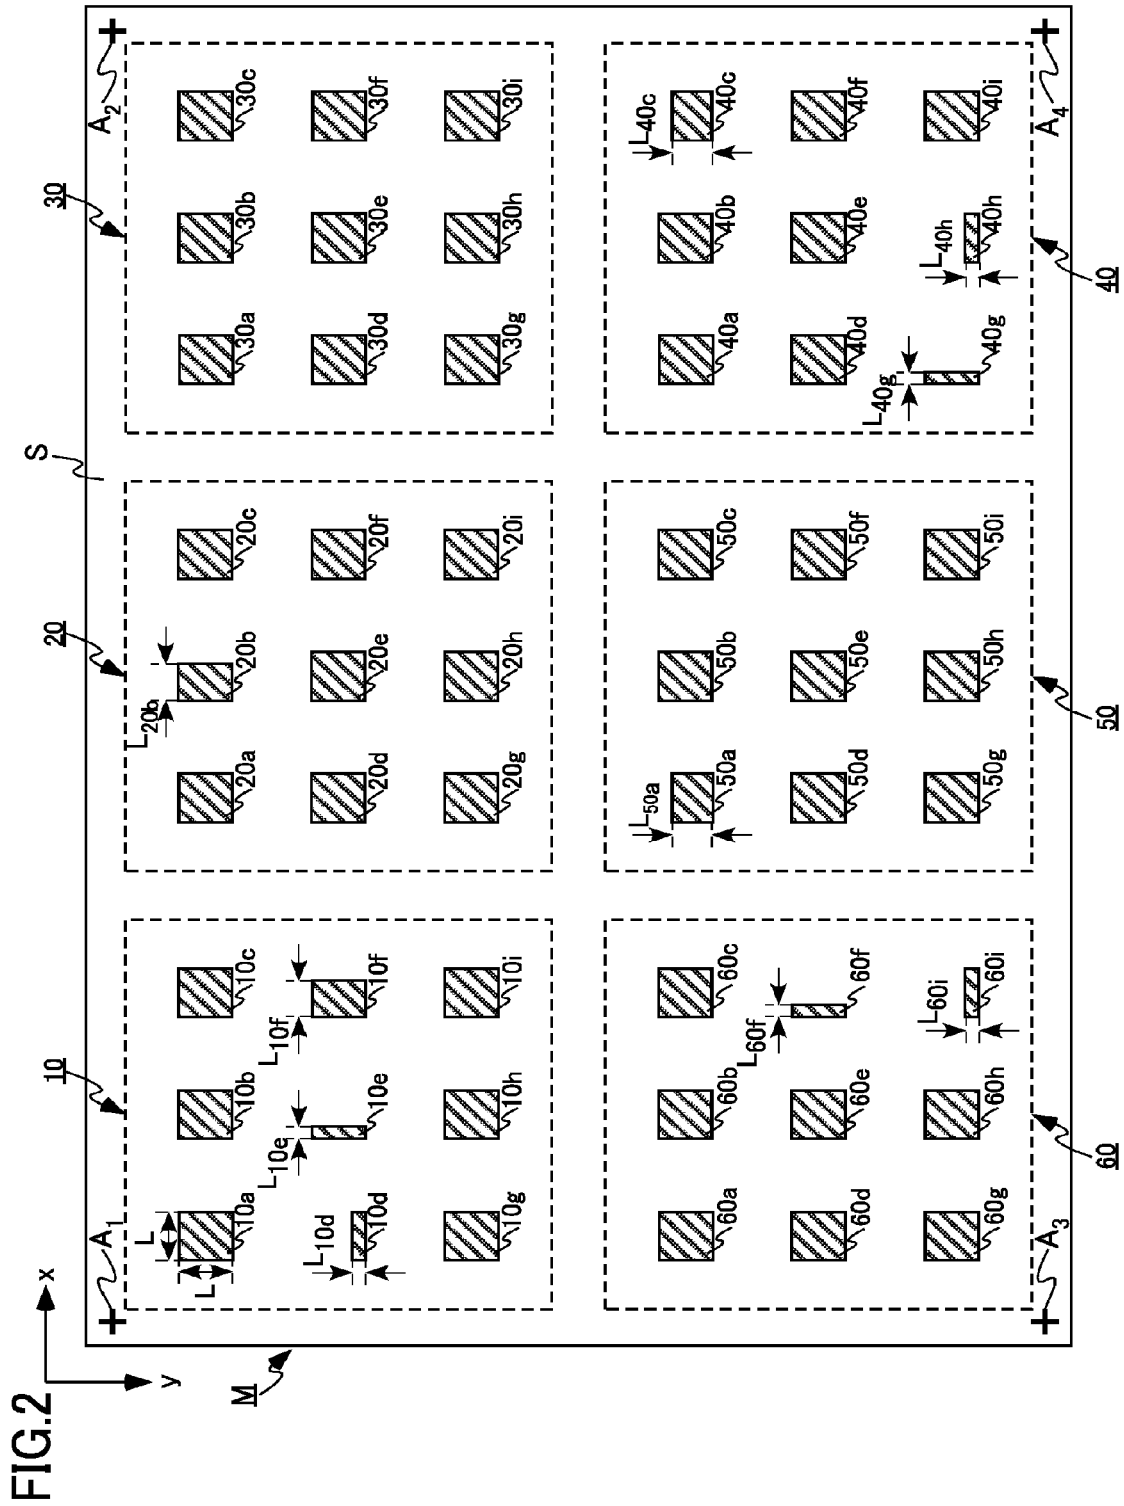 FIG.2
x
y
M
S
A1
A2
A3
A4
10
20
30
L
L
10a
10b
10c
L10d
10d
L10e
10e
L10f
10f
10g
10h
10i
20a
L20b
20b
20c
20d
20e
20f
20g
20h
20i
30a
30b
30c
30d
30e
30f
30g
30h
30i
60a
60b
60c
60d
60e
L60f
60f
60g
60h
L60i
60i
L50a
50a
50b
50c
50d
50e
50f
50g
50h
50i
40a
40b
L40c
40c
40d
40e
40f
L40g
40g
L40h
40h
40i
60
50
40